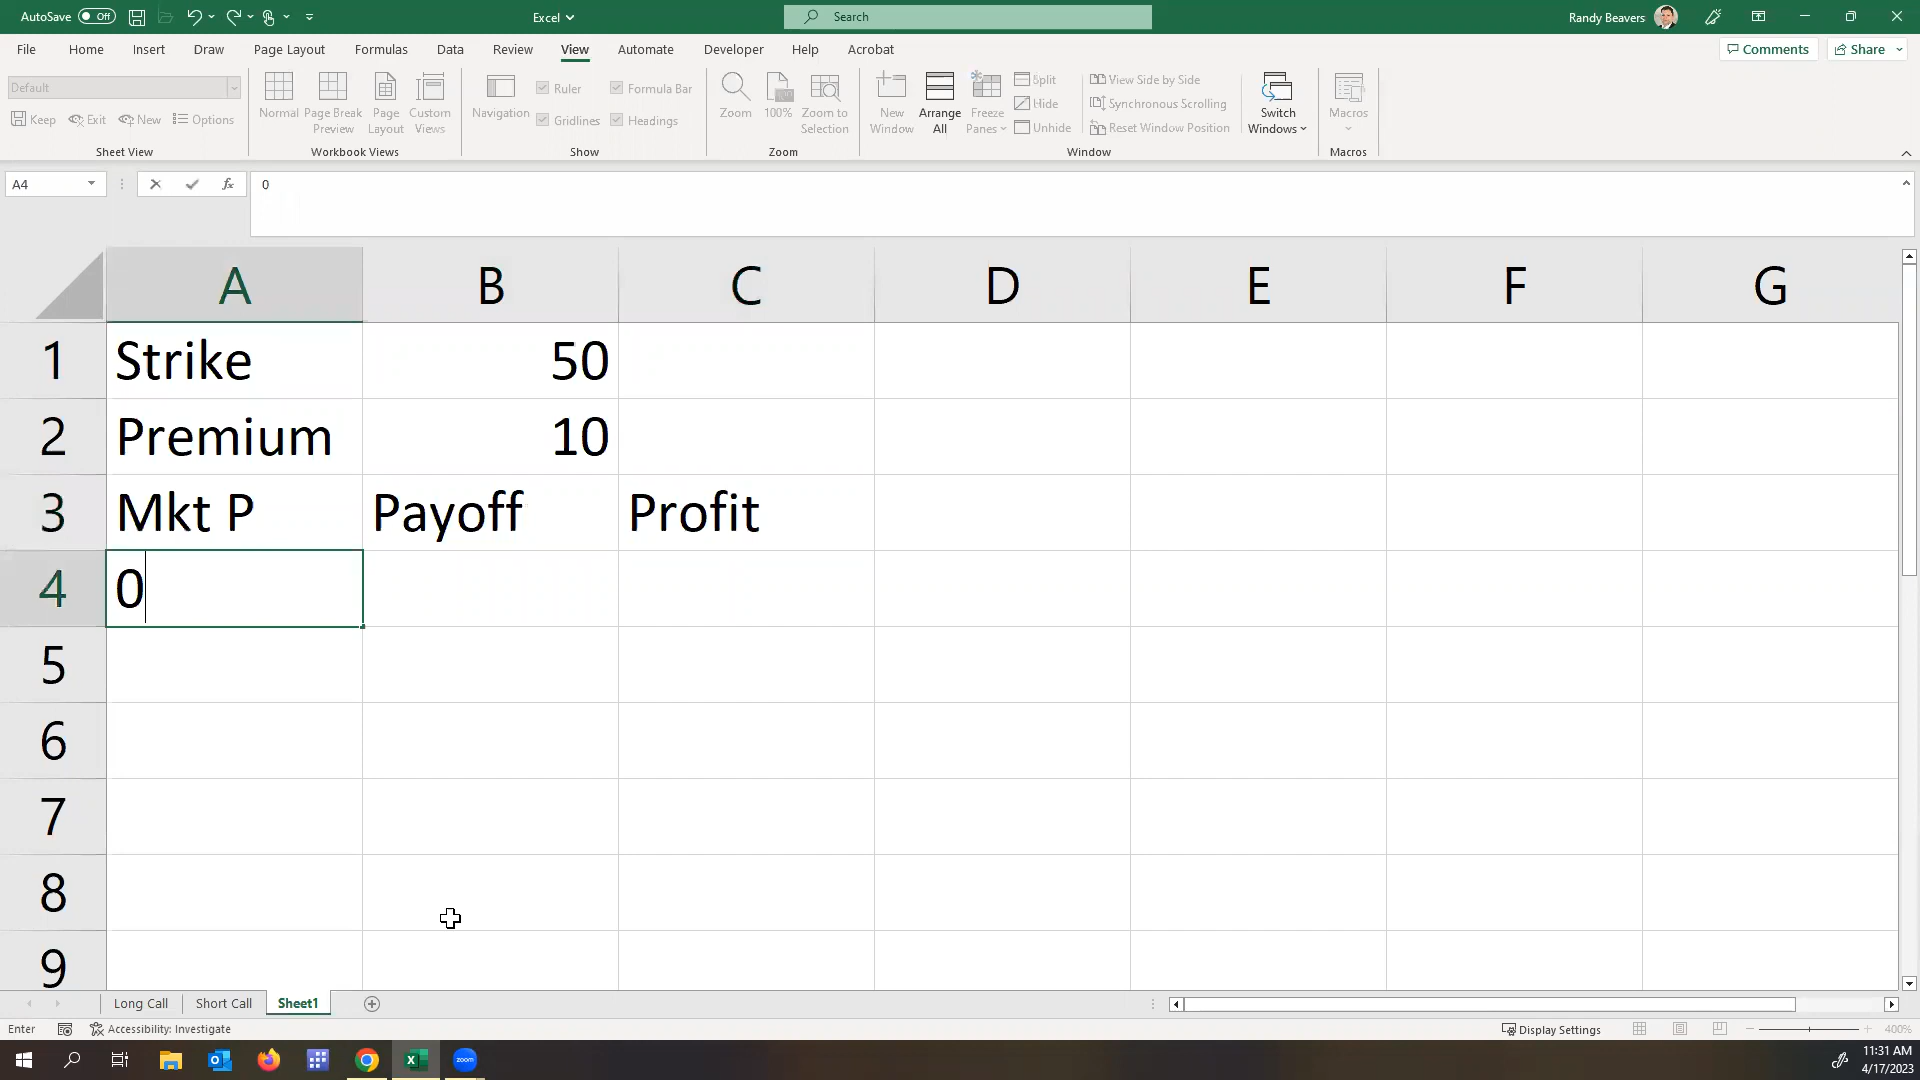 AutoSave Off Excel Search Randy Beavers
File Home Insert Draw Page Layout Formulas Data Review View Automate Developer Help Acrobat Comments Share
Default
Keep Exit New Options
Sheet View
Normal Page Break Preview Page Layout Custom Views
Workbook Views
Navigation Ruler Formula Bar
Gridlines Headings
Show
Zoom 100% Zoom to Selection
Zoom
New Window Arrange All Freeze Panes Split
Hide
Unhide
View Side by Side
Synchronous Scrolling
Reset Window Position
Switch Windows
Window
Macros
Macros
A4 fx 0
A B C D E F G
1 Strike 50
2 Premium 10
3 Mkt P Payoff Profit
4 0
5
6
7
8
9
Long Call Short Call Sheet1
Enter Accessibility: Investigate Display Settings 400%
zoom 11:31 AM
4/17/2023